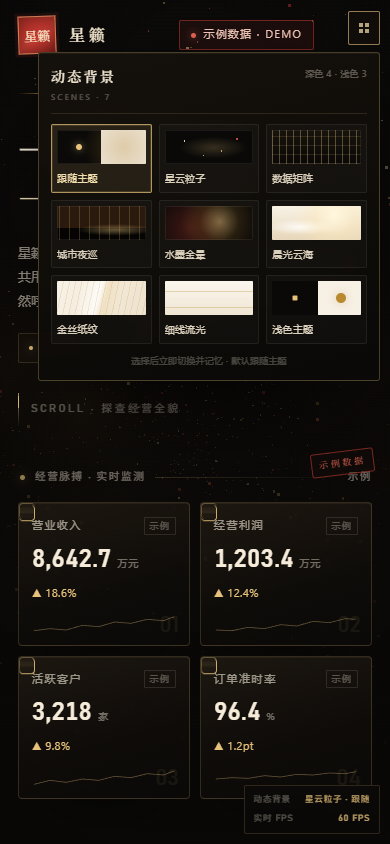 星籁 星籁 示例数据 · DEMO
动态背景 深色 4 · 浅色 3
SCENES · 7
跟随主题 星云粒子 数据矩阵
城市夜巡 水墨金景 晨光云海
金丝纸纹 细线流光 浅色主题
选择后立即切换并记忆 · 默认跟随主题
星籁
共用
SCROLL · 探查经营全貌
示例数据
经营脉搏 · 实时监测 示例
营业收入 示例 经营利润 示例
8,642.7 万元 1,203.4 万元
▲ 18.6% ▲ 12.4%
01 02
活跃客户 示例 订单准时率 示例
3,218 家 96.4 %
▲ 9.8% ▲ 1.2pt
03 04
动态背景 星云粒子 · 跟随
实时 FPS 60 FPS